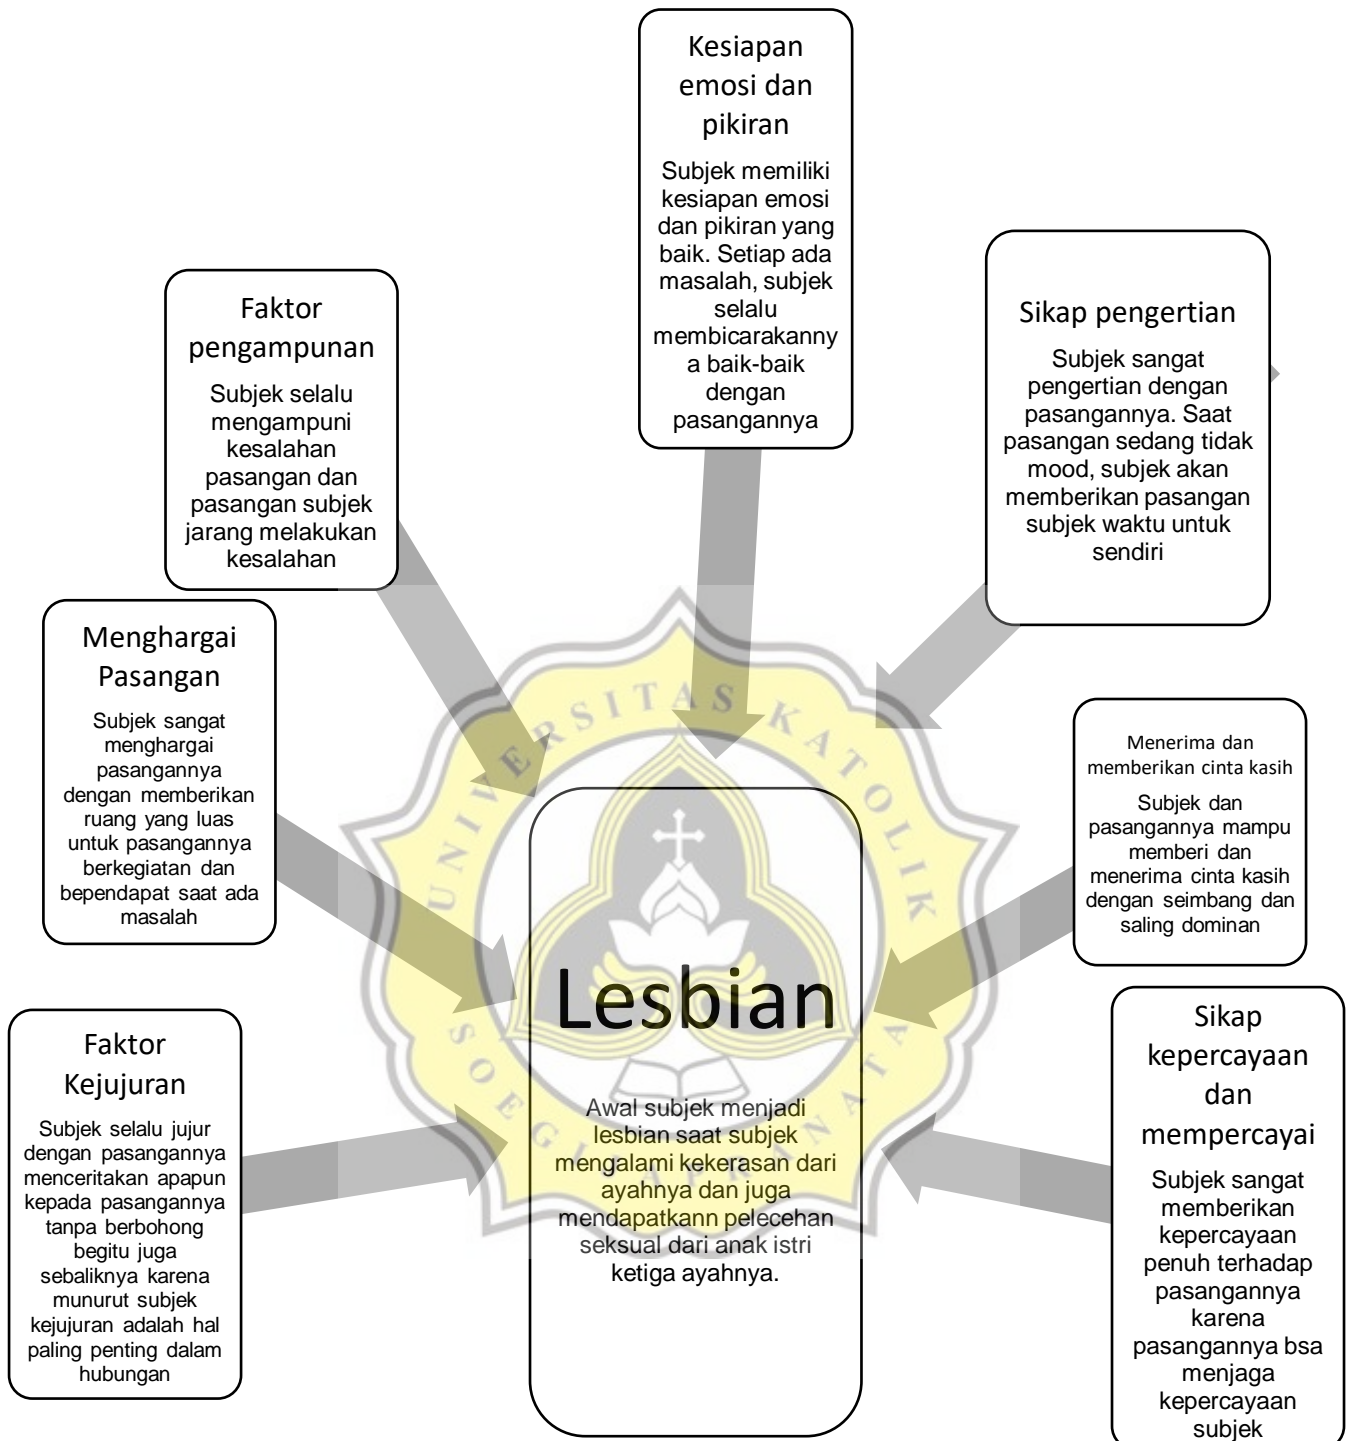 Kesiapan
emosi dan
pikiran
Subjek memiliki
kesiapan emosi
dan pikiran yang
baik. Setiap ada
masalah, subjek
selalu
membicarakanny
a baik-baik
dengan
pasangannya
Faktor
pengampunan
Subjek selalu
mengampuni
kesalahan
pasangan dan
pasangan subjek
jarang melakukan
kesalahan
Sikap pengertian
Subjek sangat
pengertian dengan
pasangannya. Saat
pasangan sedang tidak
mood, subjek akan
memberikan pasangan
subjek waktu untuk
sendiri
Menghargai
Pasangan
Subjek sangat
menghargai
pasangannya
dengan memberikan
ruang yang luas
untuk pasangannya
berkegiatan dan
bependapat saat ada
masalah
Menerima dan
memberikan cinta kasih
Subjek dan
pasangannya mampu
memberi dan
menerima cinta kasih
dengan seimbang dan
saling dominan
Faktor
Kejujuran
Subjek selalu jujur
dengan pasangannya
menceritakan apapun
kepada pasangannya
tanpa berbohong
begitu juga
sebaliknya karena
munurut subjek
kejujuran adalah hal
paling penting dalam
hubungan
Lesbian
Awal subjek menjadi
lesbian saat subjek
mengalami kekerasan dari
ayahnya dan juga
mendapatkann pelecehan
seksual dari anak istri
ketiga ayahnya.
Sikap
kepercayaan
dan
mempercayai
Subjek sangat
memberikan
kepercayaan
penuh terhadap
pasangannya
karena
pasangannya bsa
menjaga
kepercayaan
subjek
UNIVERSITAS KATOLIK
SOEGIJAPRANATA